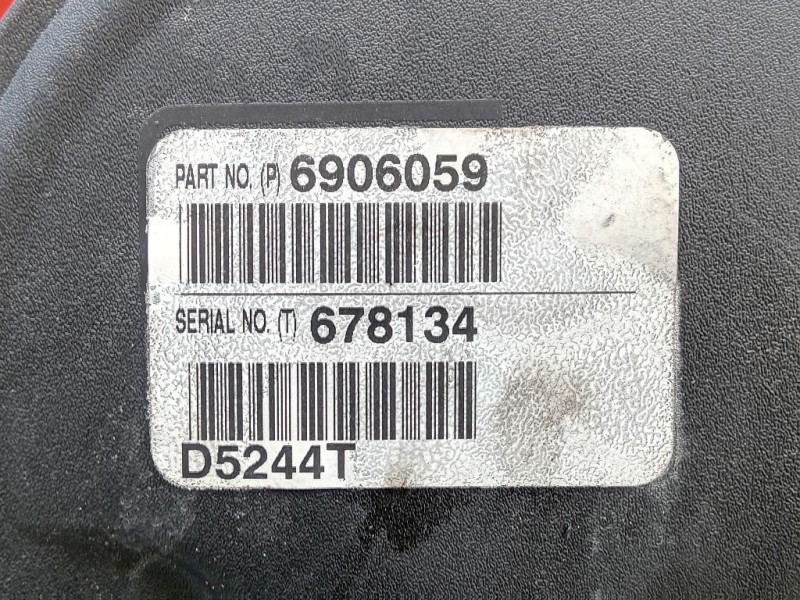 PART NO. (P) 6906059
SERIAL NO. (T) 678134
D5244T